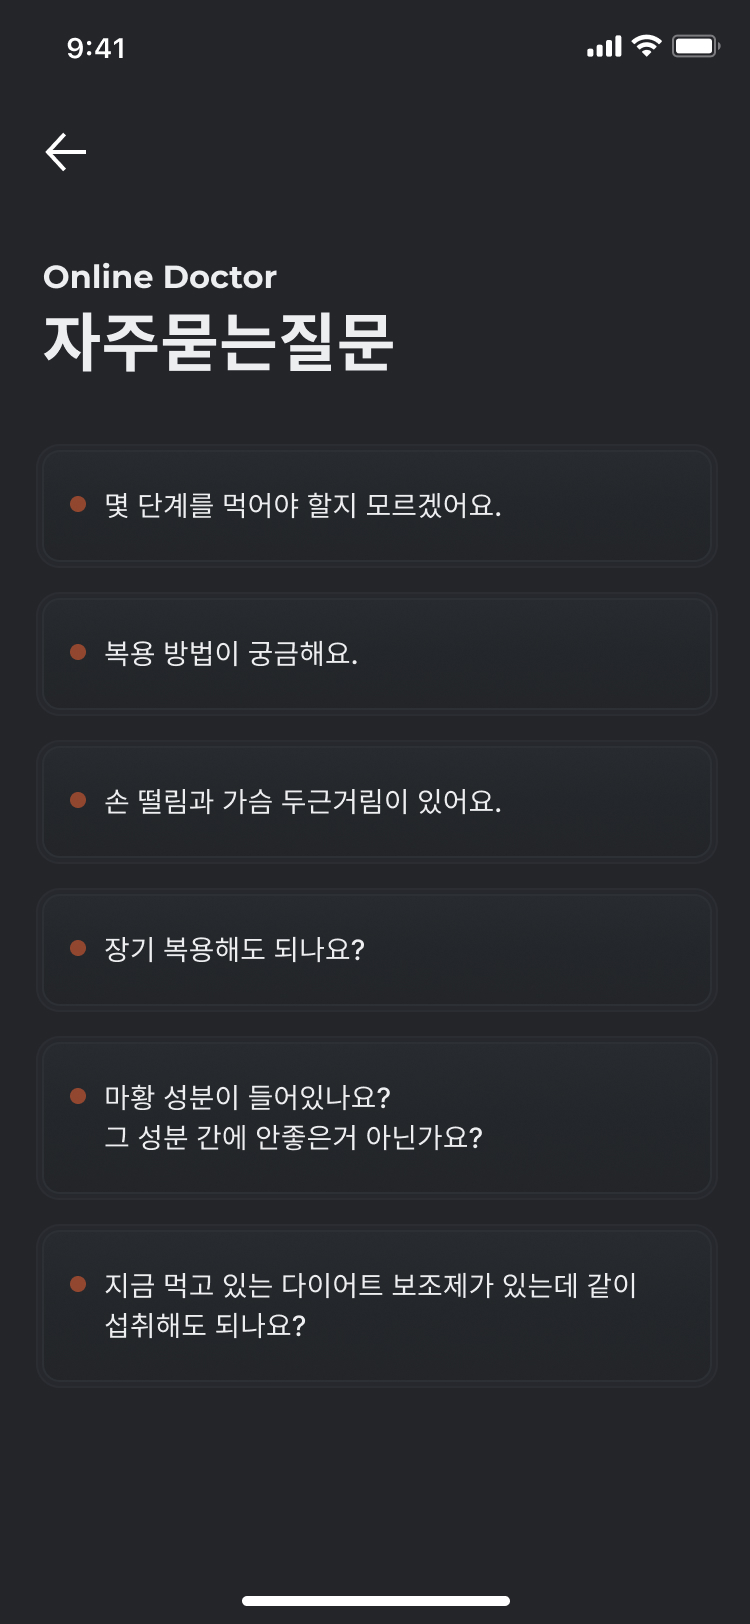 9:41
Online Doctor
자주묻는질문
몇 단계를 먹어야 할지 모르겠어요.
복용 방법이 궁금해요.
손 떨림과 가슴 두근거림이 있어요.
장기 복용해도 되나요?
마황 성분이 들어있나요?
그 성분 간에 안좋은거 아닌가요?
지금 먹고 있는 다이어트 보조제가 있는데 같이
섭취해도 되나요?